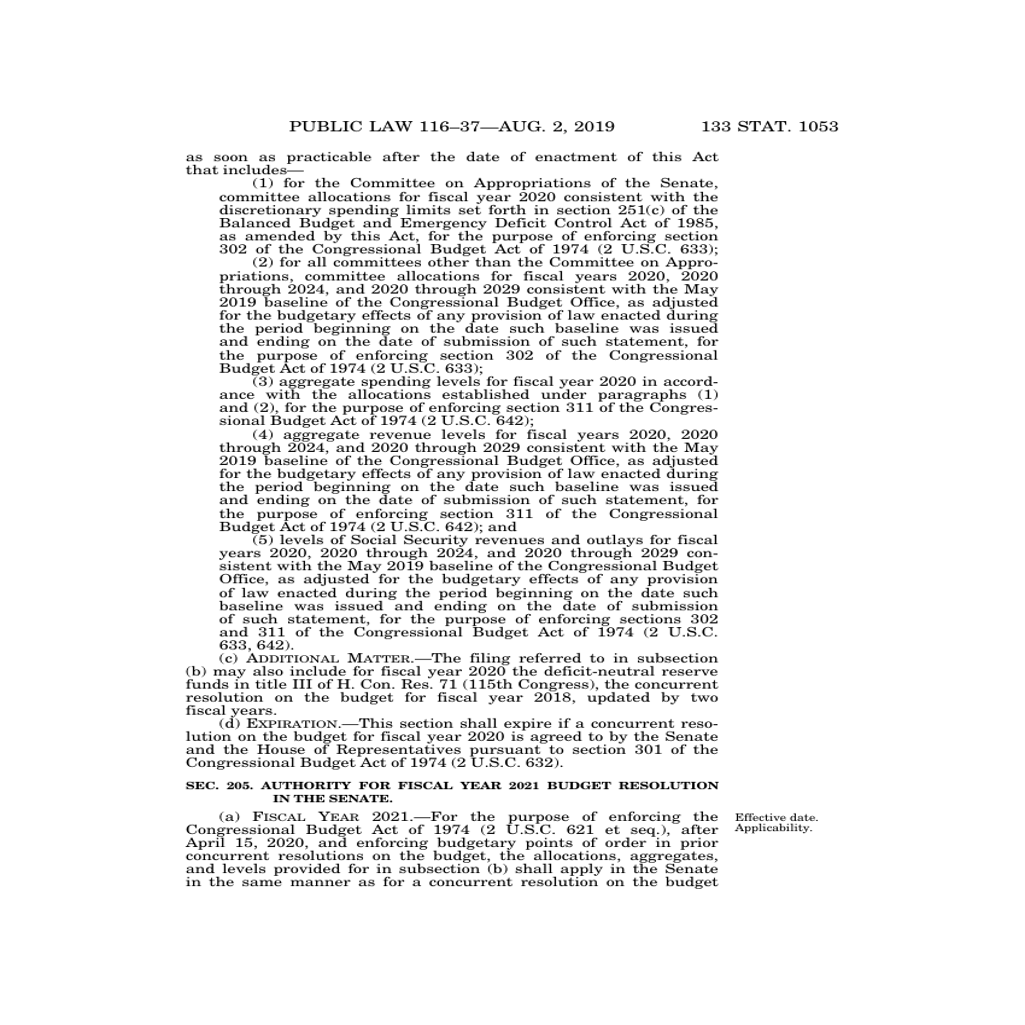 PUBLIC LAW 116–37—AUG. 2, 2019 133 STAT. 1053
as soon as practicable after the date of enactment of this Act
that includes—
(1) for the Committee on Appropriations of the Senate,
committee allocations for fiscal year 2020 consistent with the
discretionary spending limits set forth in section 251(c) of the
Balanced Budget and Emergency Deficit Control Act of 1985,
as amended by this Act, for the purpose of enforcing section
302 of the Congressional Budget Act of 1974 (2 U.S.C. 633);
(2) for all committees other than the Committee on Appro-
priations, committee allocations for fiscal years 2020, 2020
through 2024, and 2020 through 2029 consistent with the May
2019 baseline of the Congressional Budget Office, as adjusted
for the budgetary effects of any provision of law enacted during
the period beginning on the date such baseline was issued
and ending on the date of submission of such statement, for
the purpose of enforcing section 302 of the Congressional
Budget Act of 1974 (2 U.S.C. 633);
(3) aggregate spending levels for fiscal year 2020 in accord-
ance with the allocations established under paragraphs (1)
and (2), for the purpose of enforcing section 311 of the Congres-
sional Budget Act of 1974 (2 U.S.C. 642);
(4) aggregate revenue levels for fiscal years 2020, 2020
through 2024, and 2020 through 2029 consistent with the May
2019 baseline of the Congressional Budget Office, as adjusted
for the budgetary effects of any provision of law enacted during
the period beginning on the date such baseline was issued
and ending on the date of submission of such statement, for
the purpose of enforcing section 311 of the Congressional
Budget Act of 1974 (2 U.S.C. 642); and
(5) levels of Social Security revenues and outlays for fiscal
years 2020, 2020 through 2024, and 2020 through 2029 con-
sistent with the May 2019 baseline of the Congressional Budget
Office, as adjusted for the budgetary effects of any provision
of law enacted during the period beginning on the date such
baseline was issued and ending on the date of submission
of such statement, for the purpose of enforcing sections 302
and 311 of the Congressional Budget Act of 1974 (2 U.S.C.
633, 642).
(c) ADDITIONAL MATTER.—The filing referred to in subsection
(b) may also include for fiscal year 2020 the deficit-neutral reserve
funds in title III of H. Con. Res. 71 (115th Congress), the concurrent
resolution on the budget for fiscal year 2018, updated by two
fiscal years.
(d) EXPIRATION.—This section shall expire if a concurrent reso-
lution on the budget for fiscal year 2020 is agreed to by the Senate
and the House of Representatives pursuant to section 301 of the
Congressional Budget Act of 1974 (2 U.S.C. 632).
SEC. 205. AUTHORITY FOR FISCAL YEAR 2021 BUDGET RESOLUTION
IN THE SENATE.
(a) FISCAL YEAR 2021.—For the purpose of enforcing the
Congressional Budget Act of 1974 (2 U.S.C. 621 et seq.), after
April 15, 2020, and enforcing budgetary points of order in prior
concurrent resolutions on the budget, the allocations, aggregates,
and levels provided for in subsection (b) shall apply in the Senate
in the same manner as for a concurrent resolution on the budget
Effective date.
Applicability.